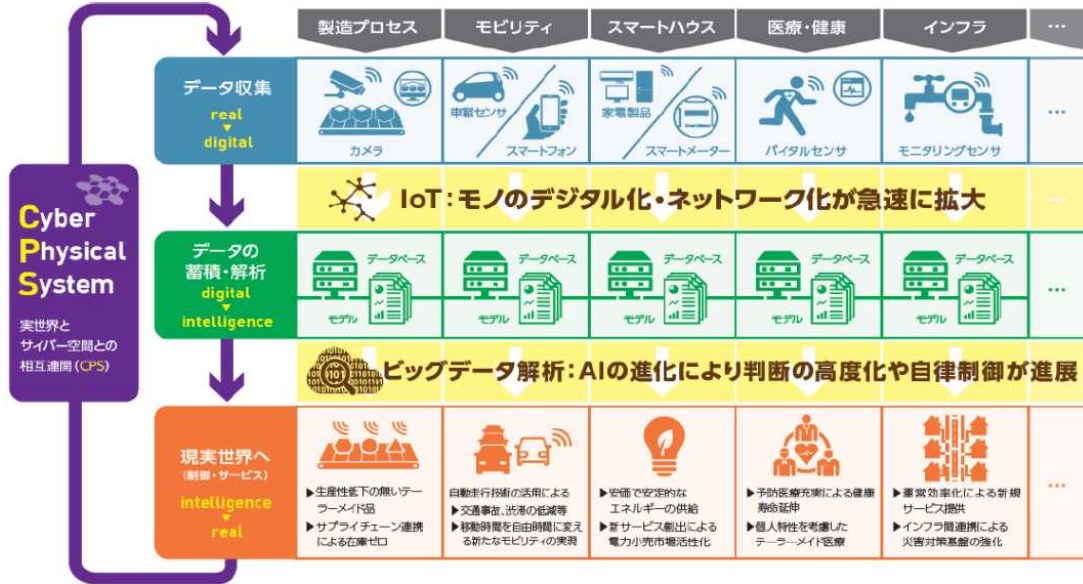 製造プロセス
モビリティ
スマートハウス
医療・健康
インフラ
…
Cyber
Physical
System
実世界と
サイバー空間との
相互連関(CPS)
データ収集
real
digital
カメラ
車載センサ
スマートフォン
家電製品
スマートメーター
バイタルセンサ
モニタリングセンサ
…
IoT:モノのデジタル化・ネットワーク化が急速に拡大
…
データの
蓄積・解析
digital
intelligence
データベース
モデル
データベース
モデル
データベース
モデル
データベース
モデル
データベース
モデル
…
ビッグデータ解析:AIの進化により判断の高度化や自律制御が進展
現実世界へ
(制御・サービス)
intelligence
real
▶生産性低下の無いテー
ラーメイド品
▶サプライチェーン連携
による在庫ゼロ
自動走行技術の活用による
▶交通事故、渋滞の低減等
▶移動時間を自由時間に変え
る新たなモビリティの実現
▶安価で安定的な
エネルギーの供給
▶新サービス創出による
電力小売市場活性化
▶予防医療充実による健康
寿命延伸
▶個人特性を考慮した
テーラーメイド医療
▶運営効率化による新規
サービス提供
▶インフラ間連携による
災害対策基盤の強化
…